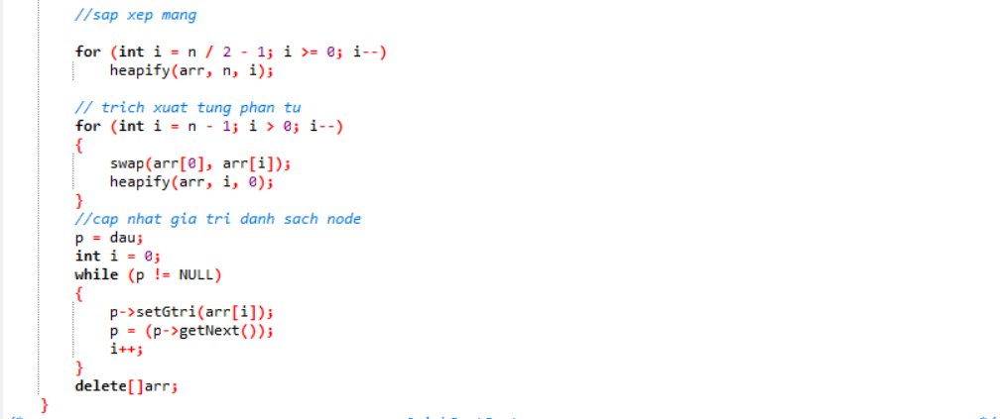 //sap xep mang
for (int i = n / 2 - 1; i >= 0; i--)
heapify(arr, n, i);
// trich xuat tung phan tu
for (int i = n - 1; i > 0; i--)
{
swap(arr[0], arr[i]);
heapify(arr, i, 0);
}
//cap nhat gia tri danh sach node
p = dau;
int i = 0;
while (p != NULL)
{
p->setGtri(arr[i]);
p = (p->getNext());
i++;
}
delete[]arr;
}